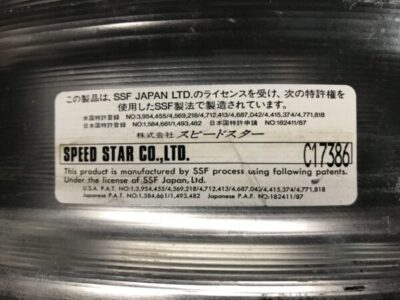 この製品は、SSF JAPAN LTD.のライセンスを受け、次の特許権を
使用したSSF製法で製造されています。
米国特許登録 NO:3,954,455/4,569,218/4,712,413/4,687,042/4,415,374/4,771,818
日本国特許登録 NO:1,584,661/1,493,482 日本国特許申請 NO:182411/87
株式会社 スピードスター
SPEED STAR CO.,LTD. C17386
This product is manufactured by SSF process using following patents.
Under the license of SSF Japan, Ltd.
U.S.A. PAT. NO.1,3,954,455/4,569,218/4,712,413/4,687,042/4,415,374/4,771,818
Japanese PAT. NO.1,584,661/1,493,482 Japanese P.AF. NO.182411/87